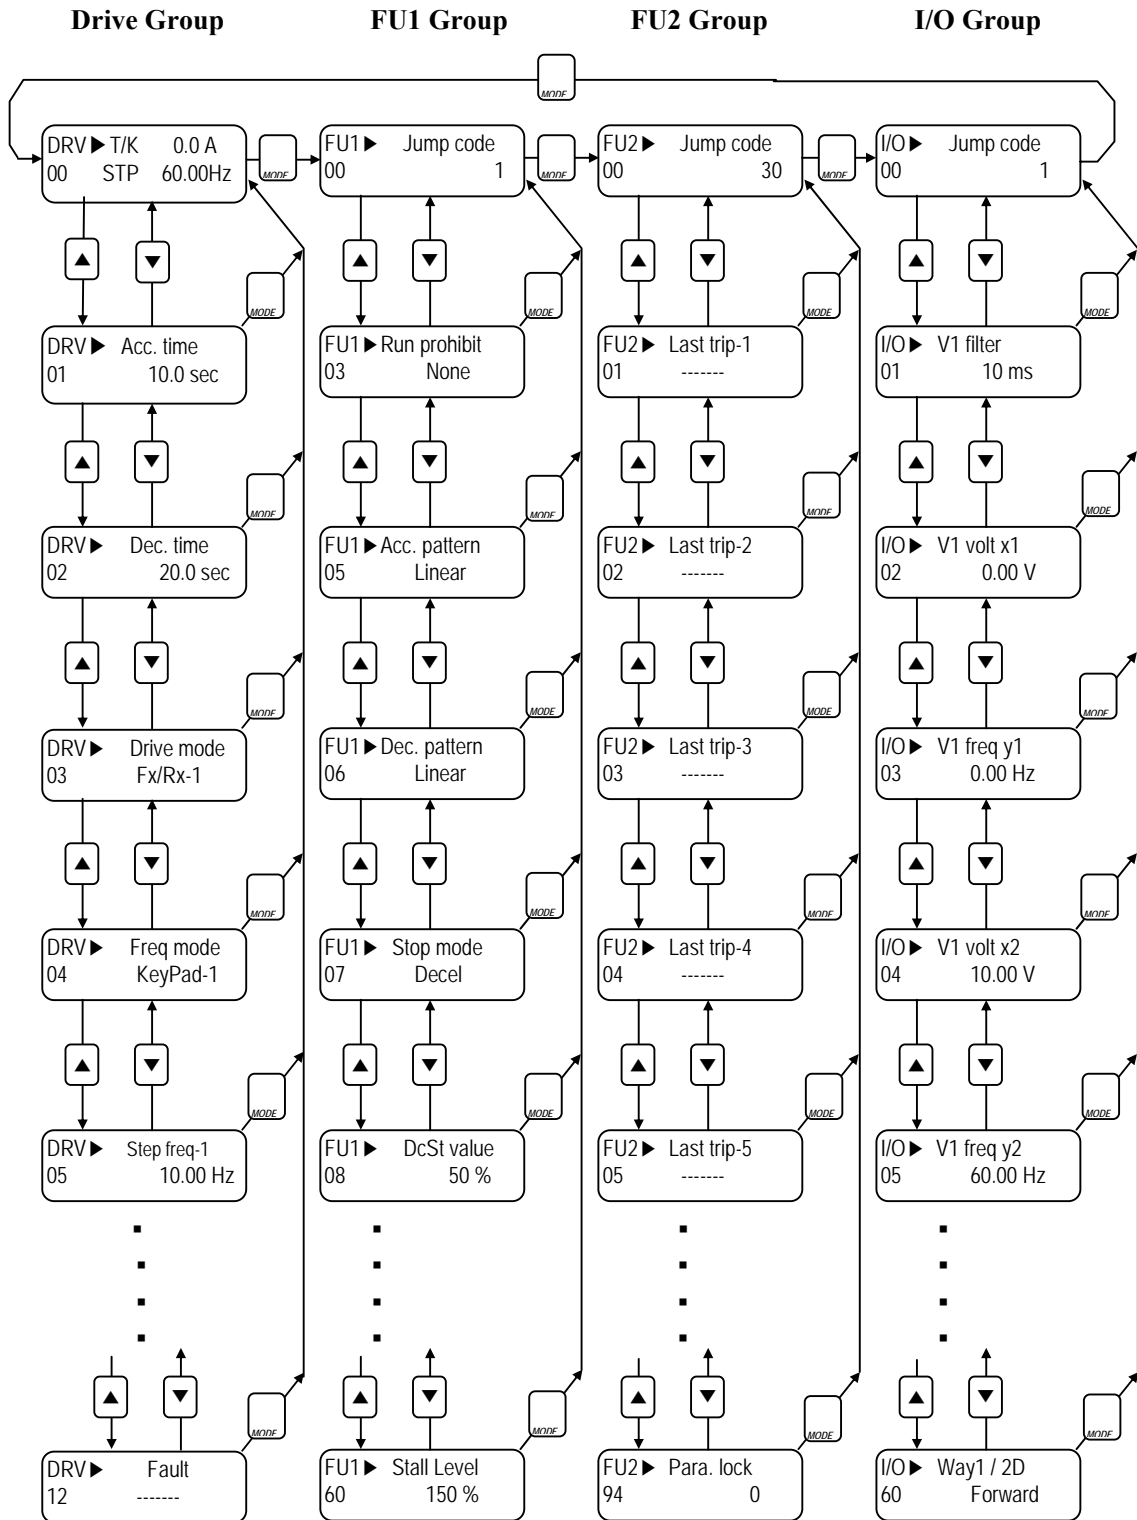 Drive Group FU1 Group FU2 Group I/O Group
MODE
DRV► T/K 0.0 A
00 STP 60.00Hz
MODE
FU1► Jump code
00 1
MODE
FU2► Jump code
00 30
MODE
I/O► Jump code
00 1
▲ ▼ MODE ▲ ▼ MODE ▲ ▼ MODE ▲ ▼ MODE
DRV► Acc. time
01 10.0 sec
FU1► Run prohibit
03 None
FU2► Last trip-1
01 -------
I/O► V1 filter
01 10 ms
▲ ▼ MODE ▲ ▼ MODE ▲ ▼ MODE ▲ ▼ MODE
DRV► Dec. time
02 20.0 sec
FU1► Acc. pattern
05 Linear
FU2► Last trip-2
02 -------
I/O► V1 volt x1
02 0.00 V
▲ ▼ MODE ▲ ▼ MODE ▲ ▼ MODE ▲ ▼ MODE
DRV► Drive mode
03 Fx/Rx-1
FU1► Dec. pattern
06 Linear
FU2► Last trip-3
03 -------
I/O► V1 freq y1
03 0.00 Hz
▲ ▼ MODE ▲ ▼ MODE ▲ ▼ MODE ▲ ▼ MODE
DRV► Freq mode
04 KeyPad-1
FU1► Stop mode
07 Decel
FU2► Last trip-4
04 -------
I/O► V1 volt x2
04 10.00 V
▲ ▼ MODE ▲ ▼ MODE ▲ ▼ MODE ▲ ▼ MODE
DRV► Step freq-1
05 10.00 Hz
FU1► DcSt value
08 50 %
FU2► Last trip-5
05 -------
I/O► V1 freq y2
05 60.00 Hz
▲ ▼ MODE ▲ ▼ MODE ▲ ▼ MODE ▲ ▼ MODE
DRV► Fault
12 -------
FU1► Stall Level
60 150 %
FU2► Para. lock
94 0
I/O► Way1 / 2D
60 Forward